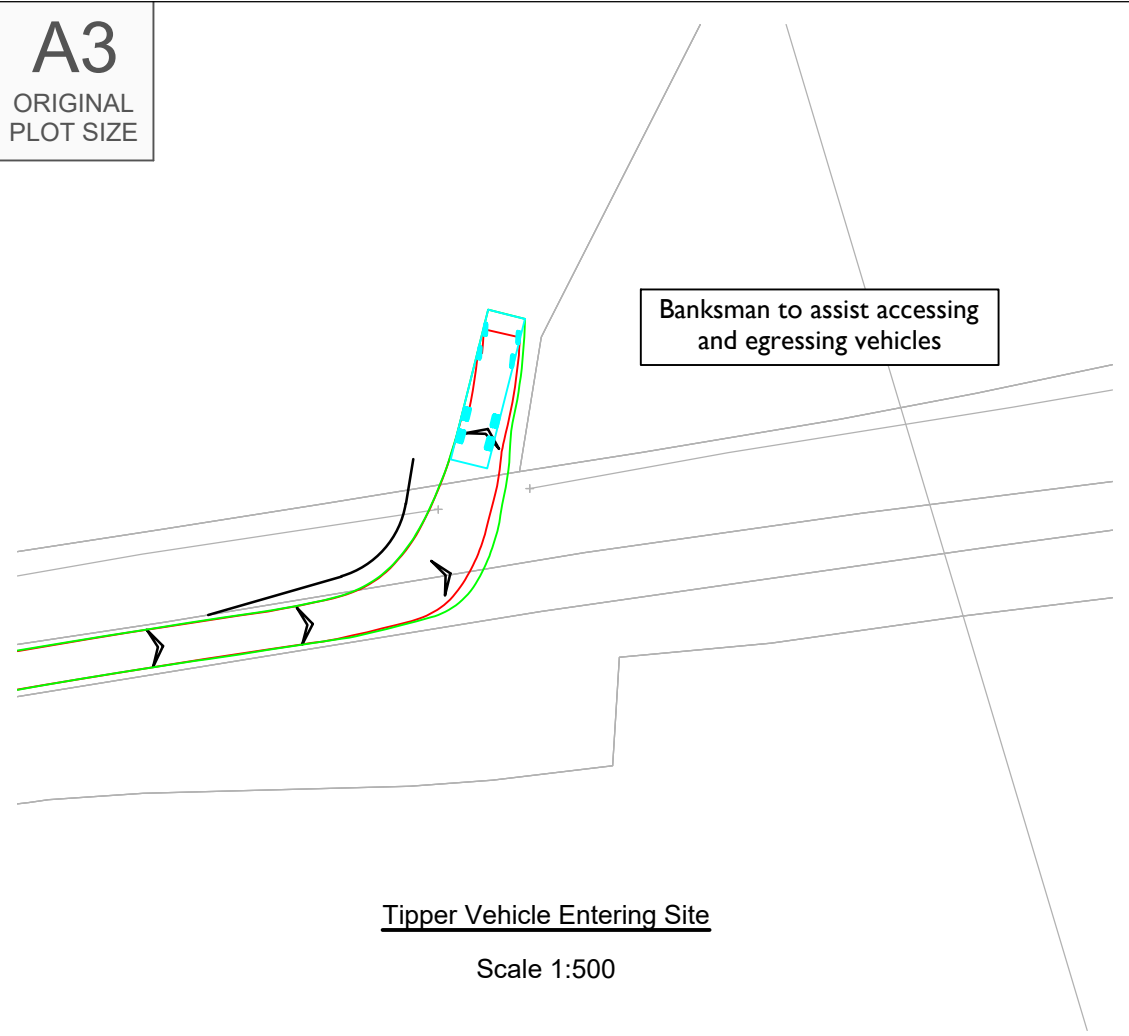 A3
ORIGINAL
PLOT SIZE
Banksman to assist accessing
and egressing vehicles
Tipper Vehicle Entering Site
Scale 1:500